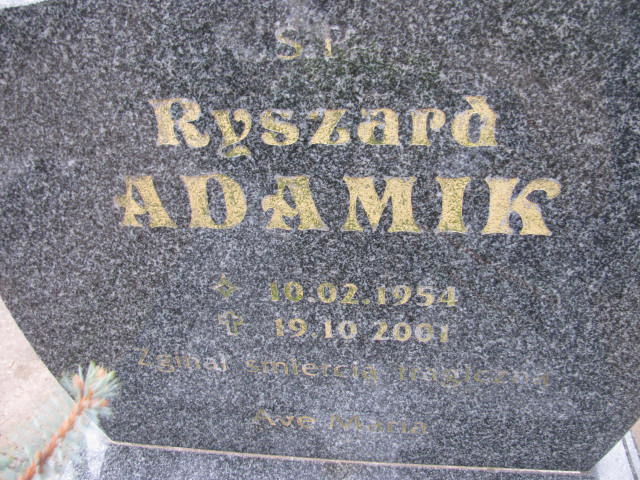 Ś.P.
Ryszard
ADAMIK
10.02.1954
19.10 2001
Zginął śmiercią tragiczną
Ave Maria